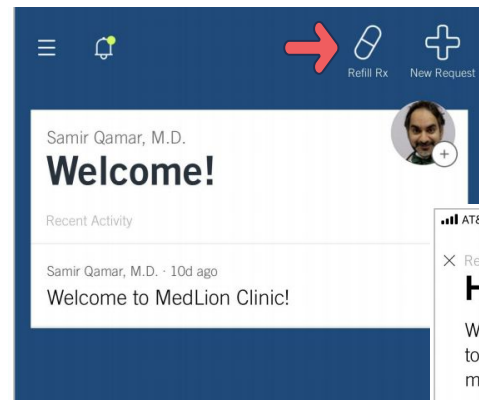 Refill Rx
New Request
Samir Qamar, M.D.
Welcome!
Recent Activity
Samir Qamar, M.D. · 10d ago
Welcome to MedLion Clinic!